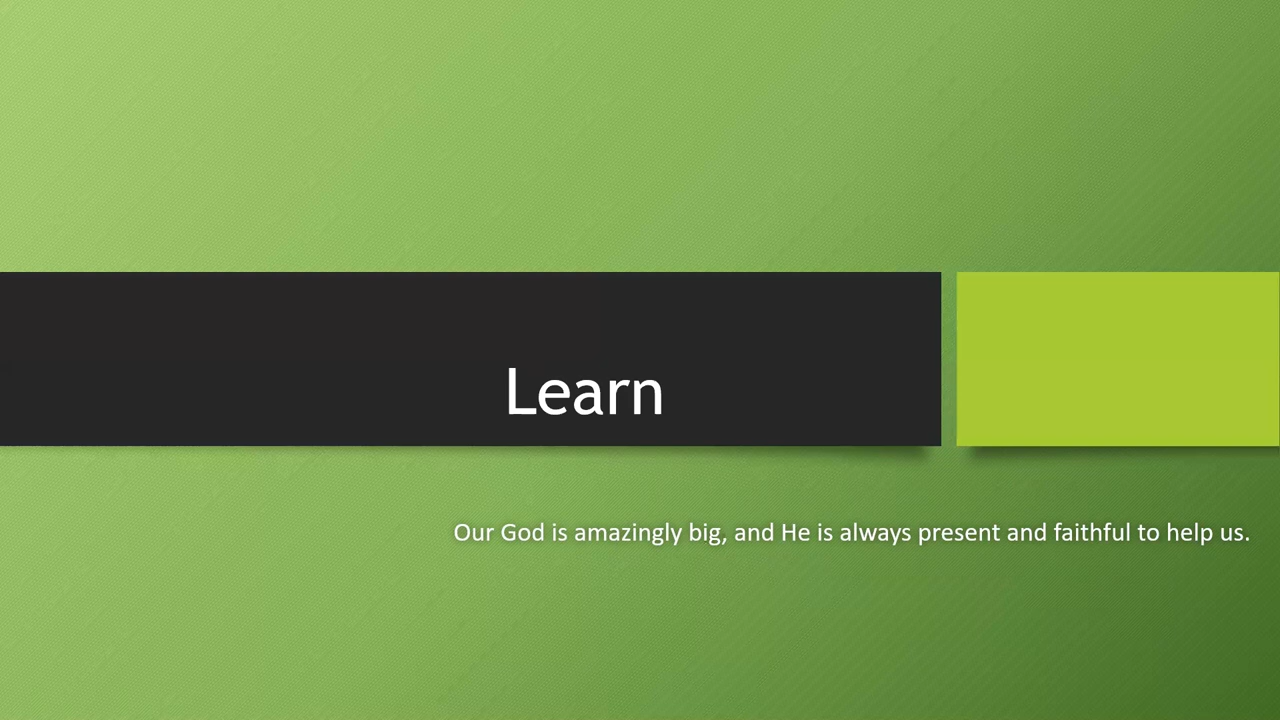 Learn
Our God is amazingly big, and He is always present and faithful to help us.